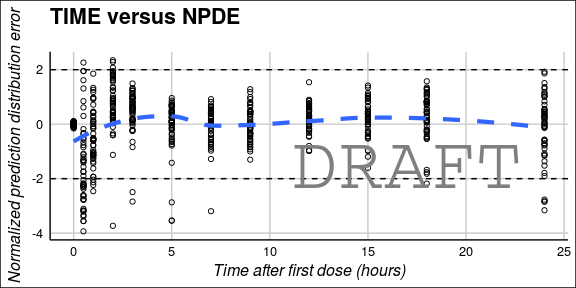 TIME versus NPDE
Normalized prediction distribution error
2
0
-2
-4
DRAFT
0
5
10
15
20
25
Time after first dose (hours)